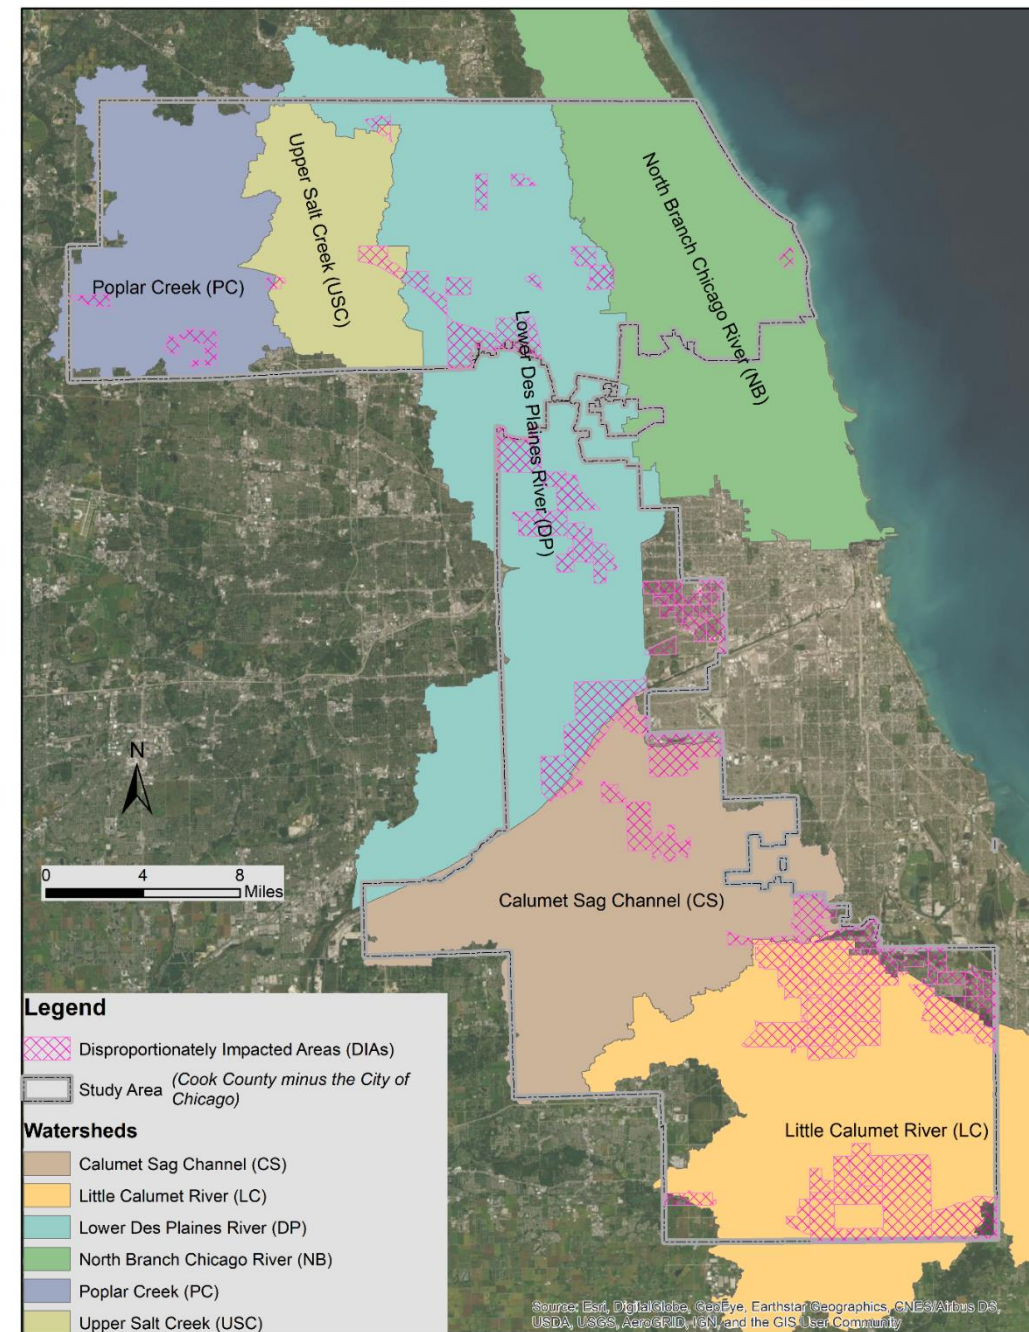 Upper Salt Creek (USC)
North Branch Chicago River (NB)
Poplar Creek (PC)
Lower Des Plaines River (DP)
N
0 4 8
Miles
Calumet Sag Channel (CS)
Little Calumet River (LC)
Legend
Disproportionately Impacted Areas (DIAs)
Study Area (Cook County minus the City of
Chicago)
Watersheds
Calumet Sag Channel (CS)
Little Calumet River (LC)
Lower Des Plaines River (DP)
North Branch Chicago River (NB)
Poplar Creek (PC)
Upper Salt Creek (USC)
Source: Esri, DigitalGlobe, GeoEye, Earthstar Geographics, CNES/Airbus DS,
USDA, USGS, AeroGRID, IGN, and the GIS User Community